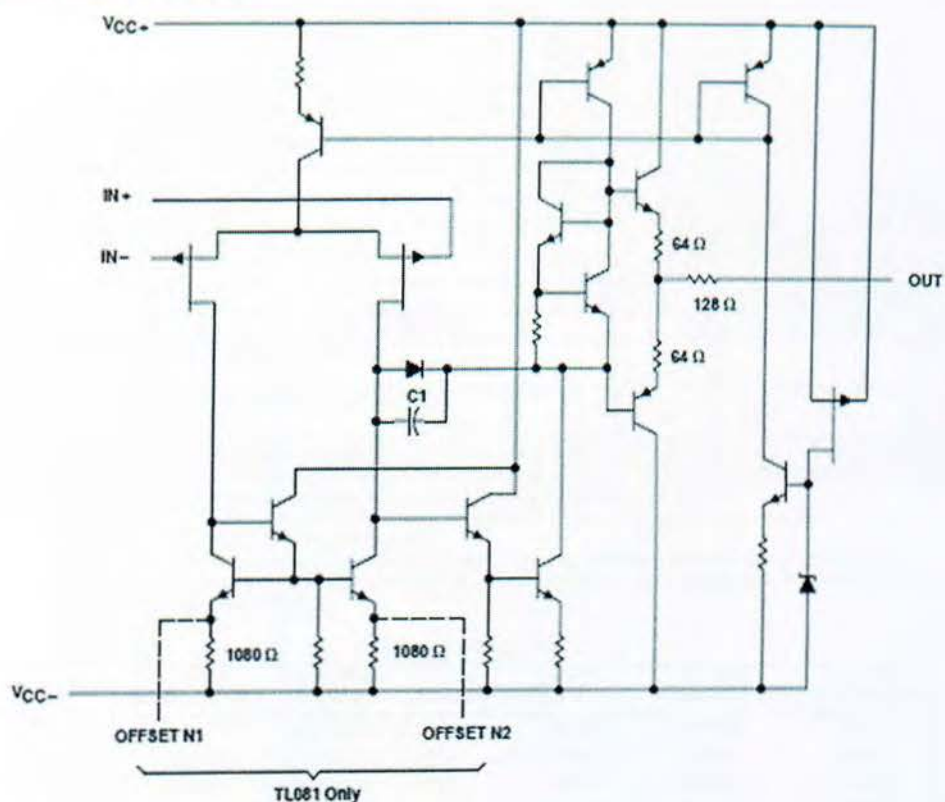 VCC+
IN+
IN−
64 Ω
128 Ω
OUT
64 Ω
C1
1080 Ω
1080 Ω
VCC−
OFFSET N1
OFFSET N2
TL081 Only